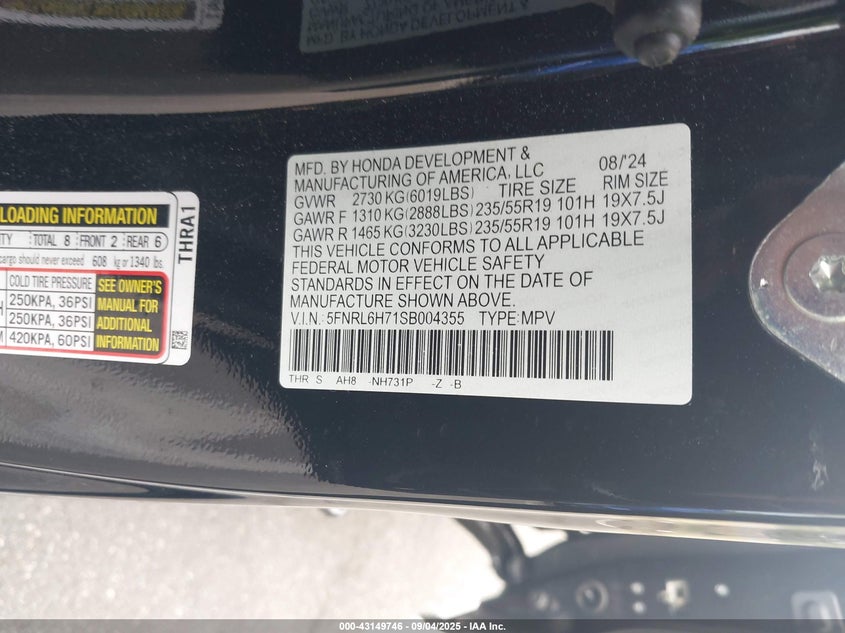 MFD. BY HONDA DEVELOPMENT &
MANUFACTURING OF AMERICA, LLC 08/'24
GVWR 2730 KG(6019LBS) TIRE SIZE RIM SIZE
GAWR F 1310 KG(2888LBS) 235/55R19 101H 19X7.5J
GAWR R 1465 KG(3230LBS) 235/55R19 101H 19X7.5J
THIS VEHICLE CONFORMS TO ALL APPLICABLE
FEDERAL MOTOR VEHICLE SAFETY
STANDARDS IN EFFECT ON THE DATE OF
MANUFACTURE SHOWN ABOVE.
V.I.N.: 5FNRL6H71SB004355 TYPE: MPV
THR S AH8 -NH731P -Z -B
LOADING INFORMATION
TOTAL 8 FRONT 2 REAR 6
cargo should never exceed 608 kg or 1340 lbs.
COLD TIRE PRESSURE
250KPA, 36PSI
250KPA, 36PSI
420KPA, 60PSI
SEE OWNER'S
MANUAL FOR
ADDITIONAL
INFORMATION
THRA1
000-43149746 - 09/04/2025 - IAA Inc.